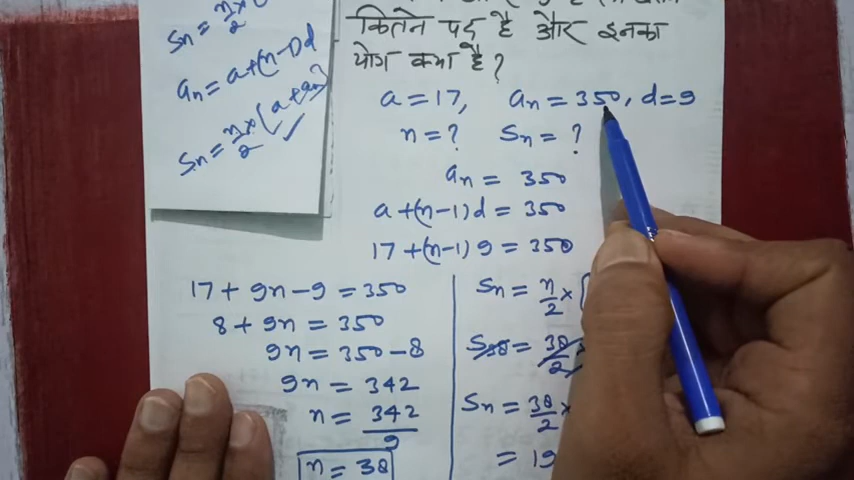 Sn = n/2 ×
an = a+(n-1)d
Sn = n/2 × (a+an)
कितने पद है और इनका
योग क्या है?
a = 17, an = 350, d = 9
n = ? Sn = ?
an = 350
a+(n-1)d = 350
17+(n-1)9 = 350
17+9n-9 = 350
8+9n = 350
9n = 350-8
9n = 342
n = 342/9
n = 38
Sn = n/2 ×
S38 = 38/2
Sn = 38/2 ×
= 19